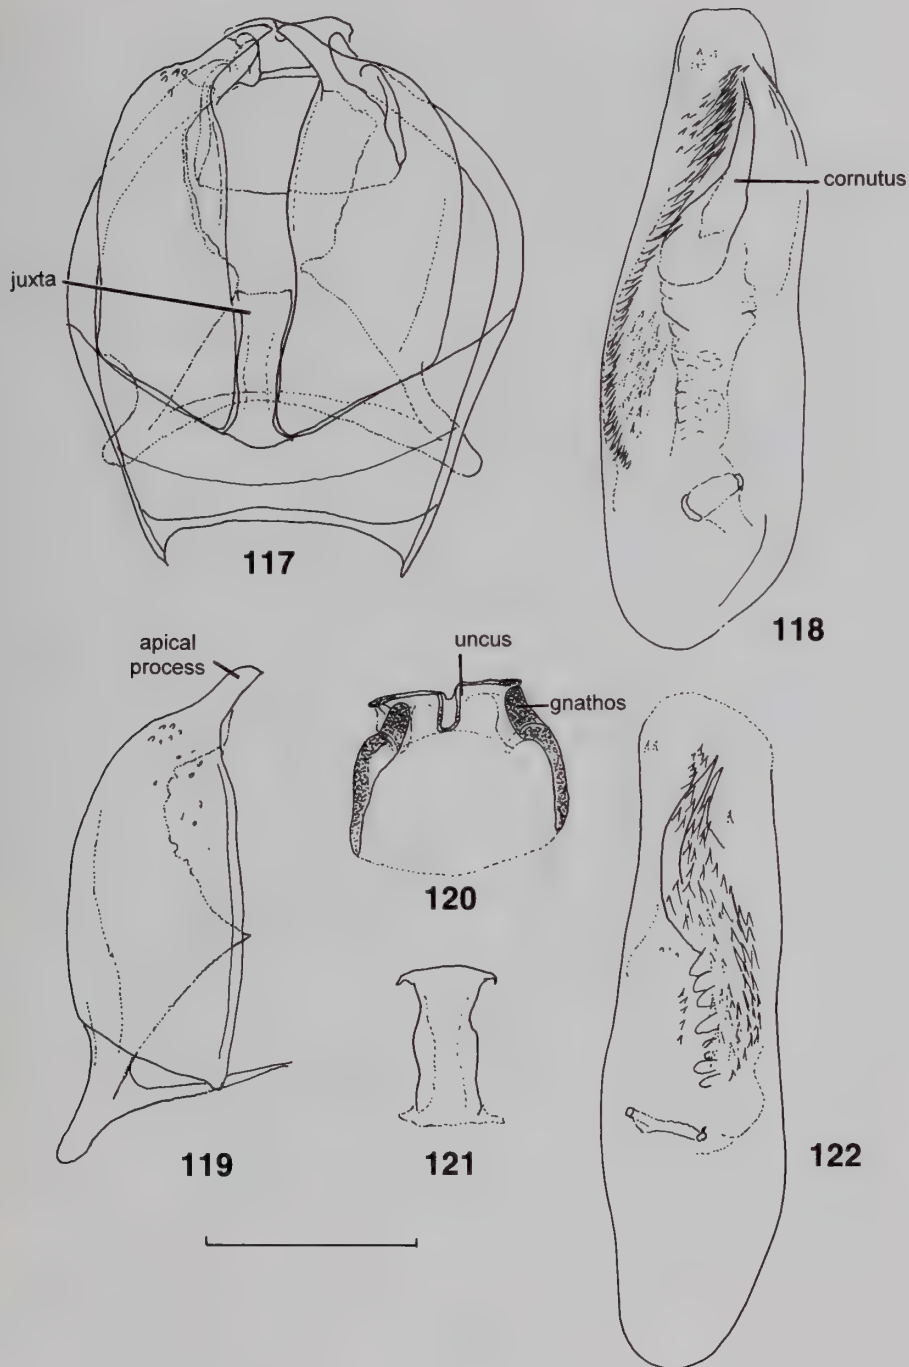 juxta
cornutus
117
118
apical
process
uncus
gnathos
120
119
121
122